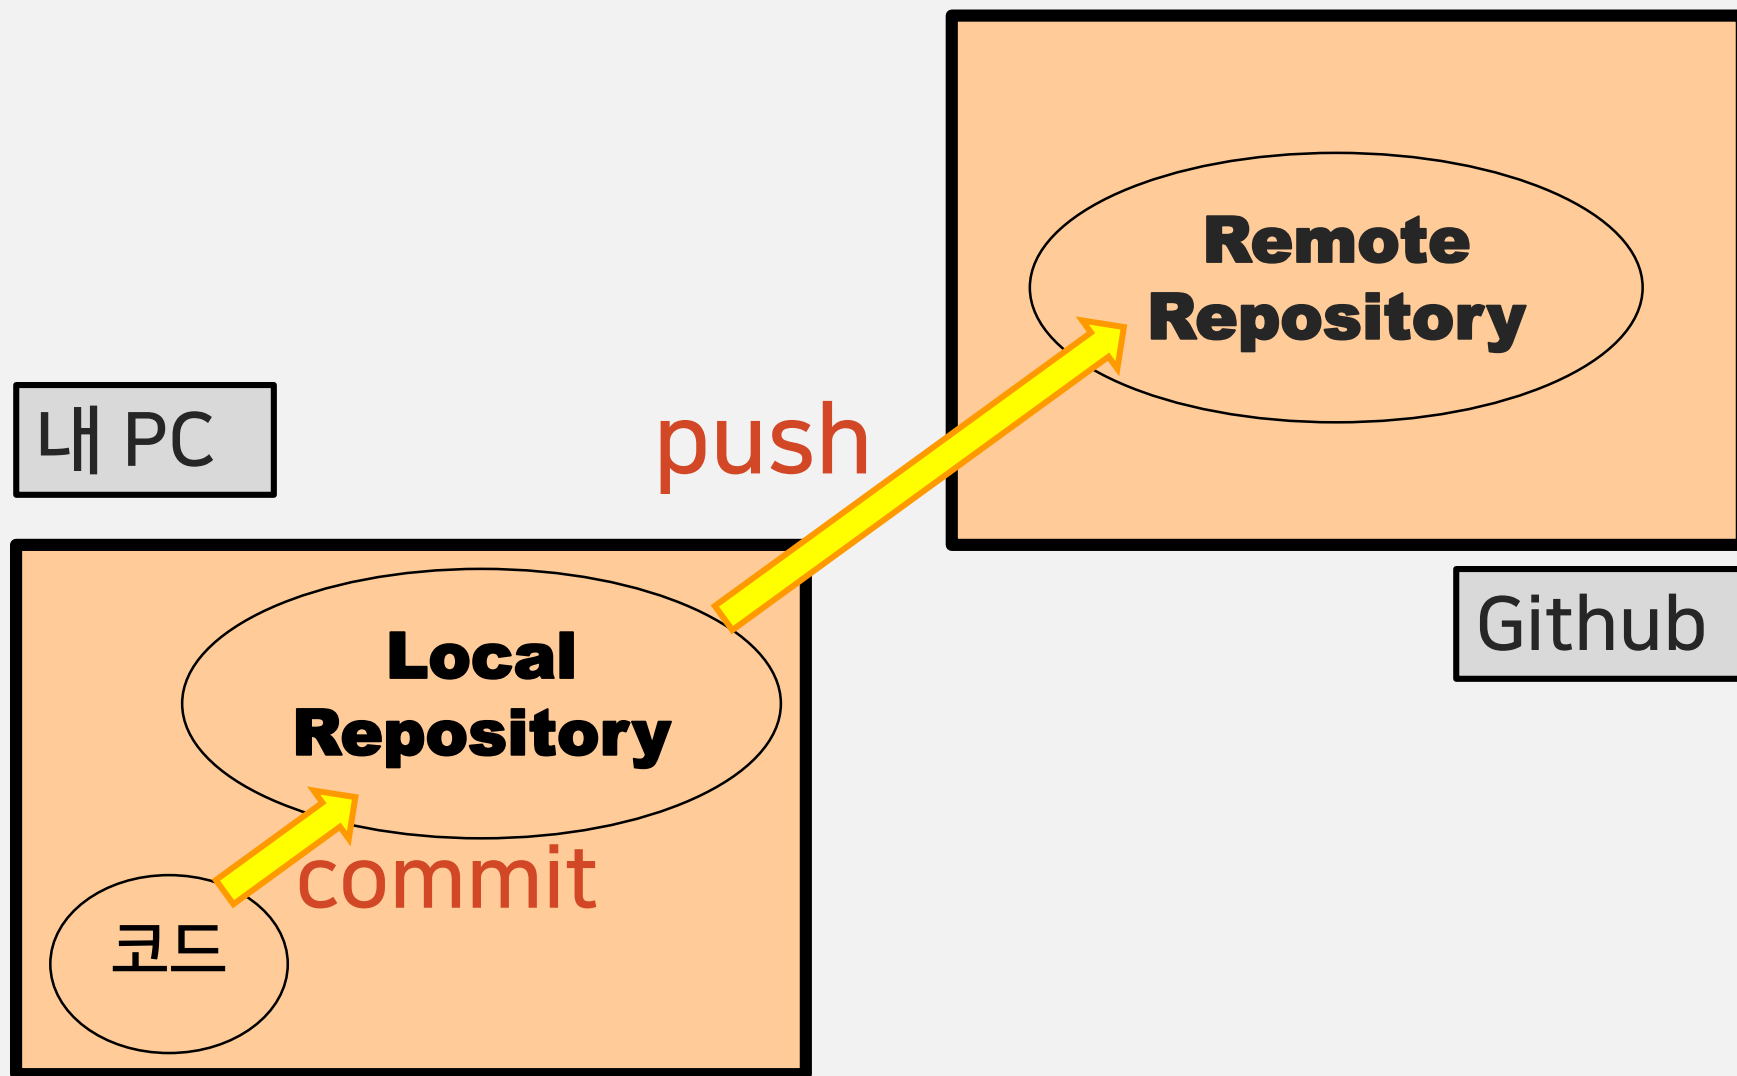 Remote
Repository
내 PC
push
Github
Local
Repository
commit
코드